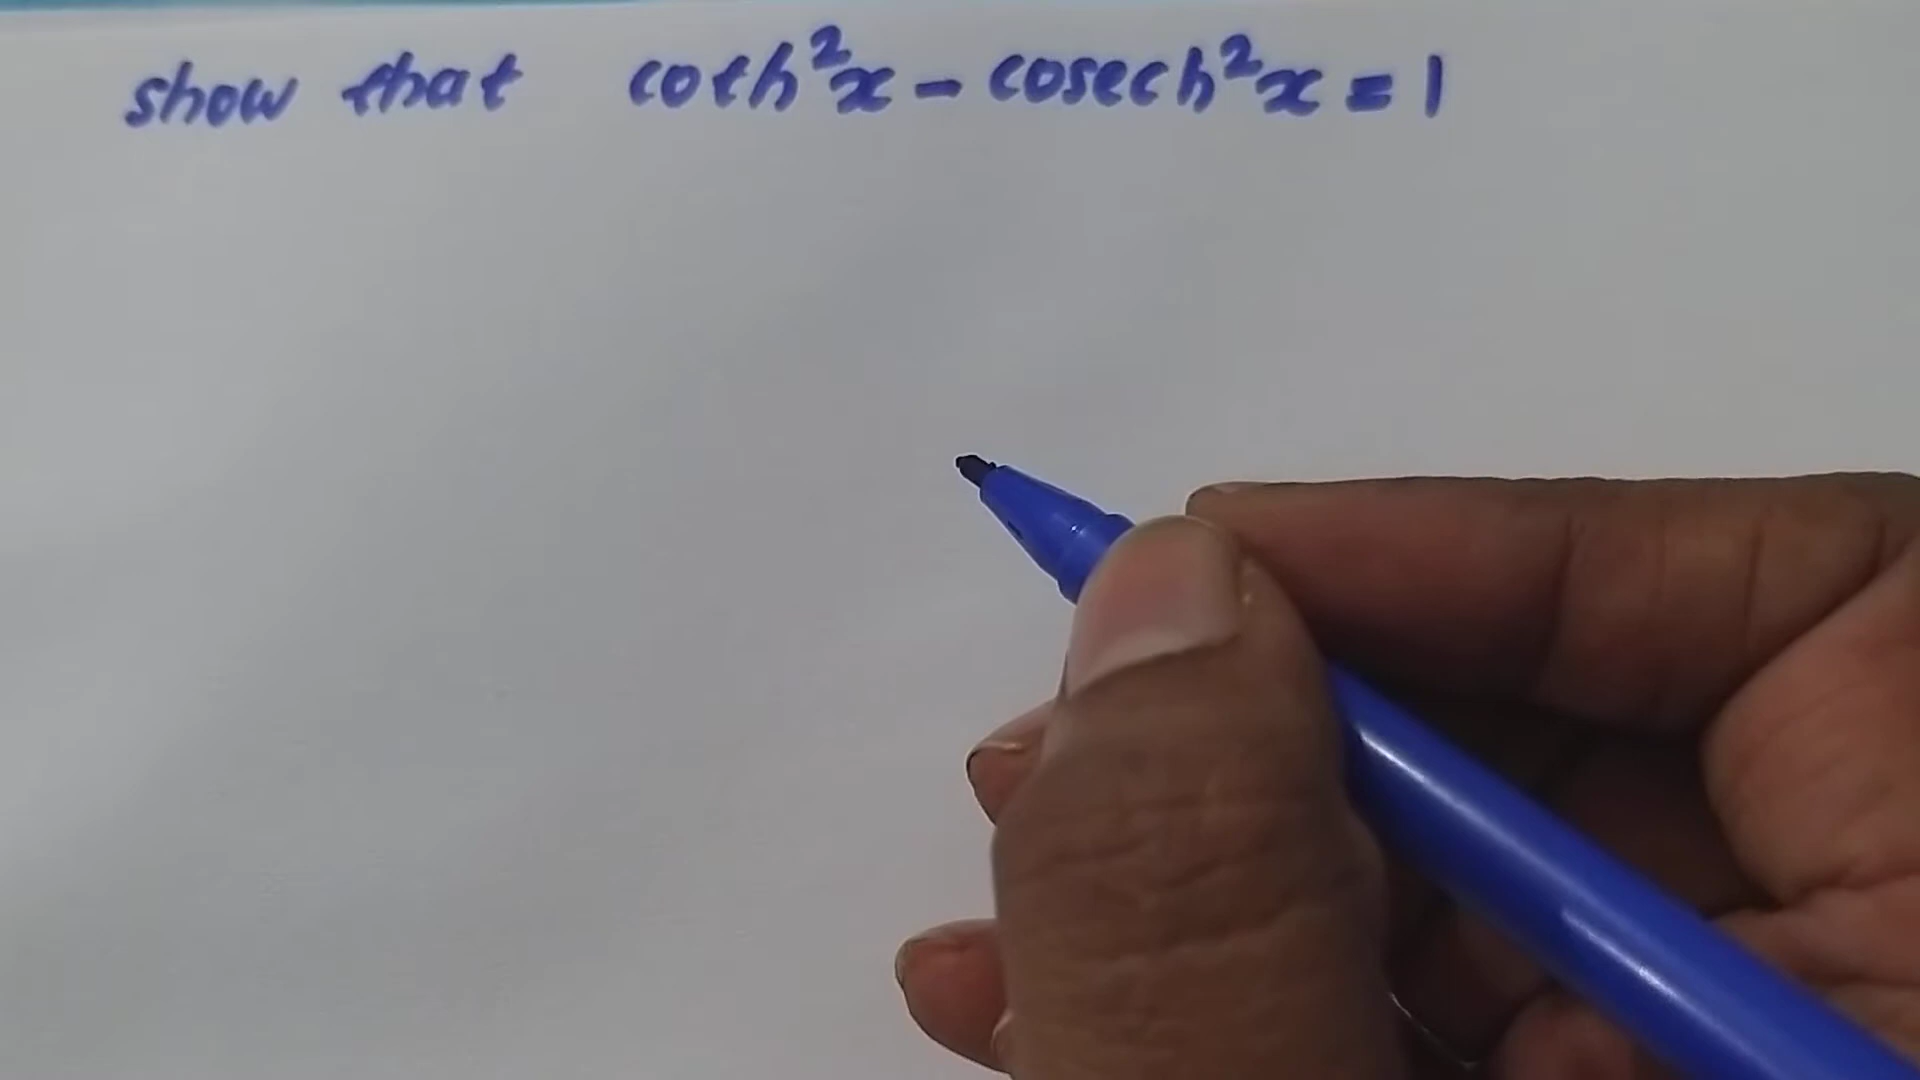 show that coth²x - cosech²x = 1